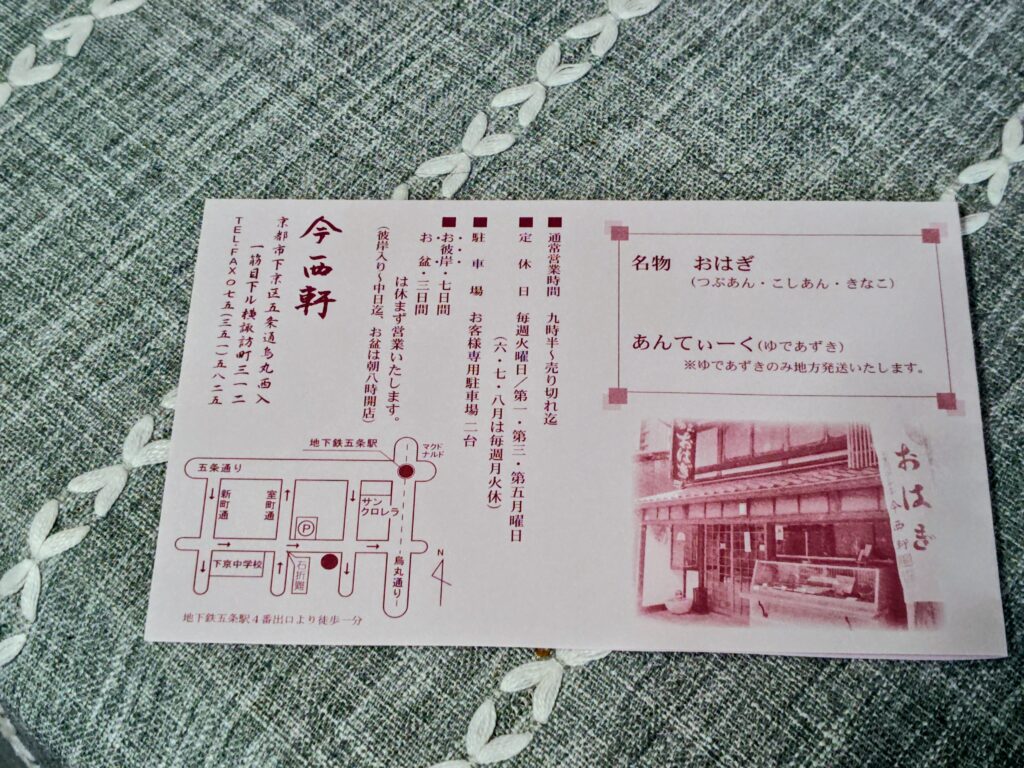 名物　おはぎ
(つぶあん・こしあん・きなこ)
あんてぃーく(ゆであずき)
※ゆであずきのみ地方発送いたします。
■通常営業時間　九時半～売り切れ迄
■定休日　毎週火曜日／第一・第三・第五月曜日
(六・七・八月は毎週月火休)
■駐車場　お客様専用駐車場 二台
■お彼岸・七日間
お盆・三日間
は休まず営業いたします。
(彼岸入り～中日迄、お盆は朝八時開店)
今西軒
京都市下京区五条通烏丸西入
一筋目下ル横諏訪町三一二
TEL・FAX〇七五(三五一)五八二五
おはぎ
今西軒
地下鉄五条駅
マクド
ナルド
五条通り
新町通
室町通
サン
クロレラ
P
下京中学校
烏丸通り
N
地下鉄五条駅4番出口より徒歩一分